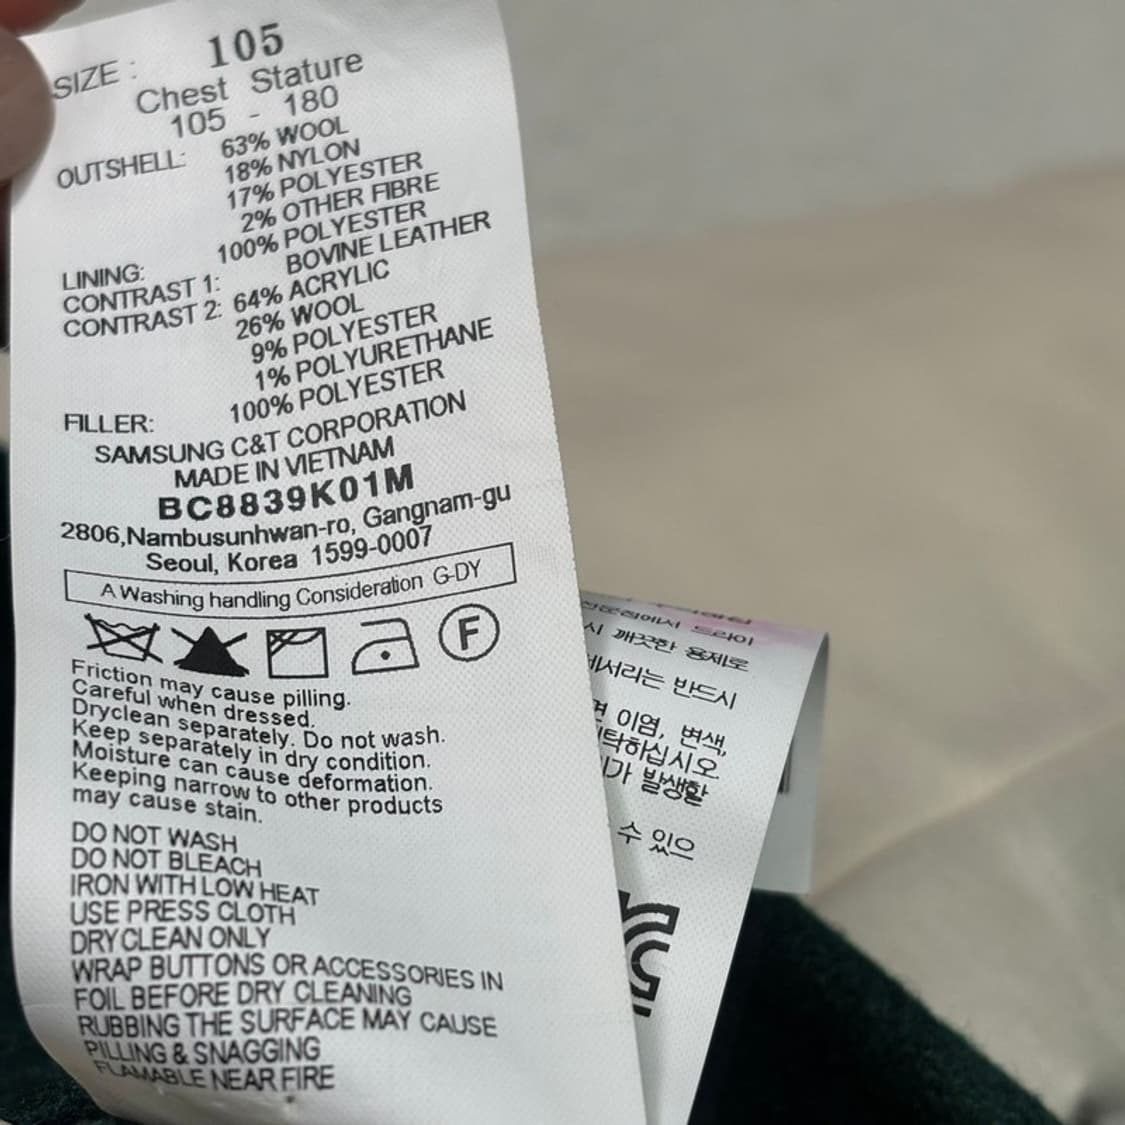 SIZE : 105
Chest Stature
105 - 180
OUTSHELL: 63% WOOL
18% NYLON
17% POLYESTER
2% OTHER FIBRE
LINING: 100% POLYESTER
CONTRAST 1: BOVINE LEATHER
CONTRAST 2: 64% ACRYLIC
26% WOOL
9% POLYESTER
1% POLYURETHANE
FILLER: 100% POLYESTER
SAMSUNG C&T CORPORATION
MADE IN VIETNAM
BC8839K01M
2806,Nambusunhwan-ro, Gangnam-gu
Seoul, Korea 1599-0007
A Washing handling Consideration G-DY
F
Friction may cause pilling.
Careful when dressed.
Dryclean separately. Do not wash.
Keep separately in dry condition.
Moisture can cause deformation.
Keeping narrow to other products
may cause stain.
DO NOT WASH
DO NOT BLEACH
IRON WITH LOW HEAT
USE PRESS CLOTH
DRY CLEAN ONLY
WRAP BUTTONS OR ACCESSORIES IN
FOIL BEFORE DRY CLEANING
RUBBING THE SURFACE MAY CAUSE
PILLING & SNAGGING
FLAMABLE NEAR FIRE
드라이
시 깨끗한 용제로
반드시
이염, 변색,
탁하십시오
가 발생할
수 있으